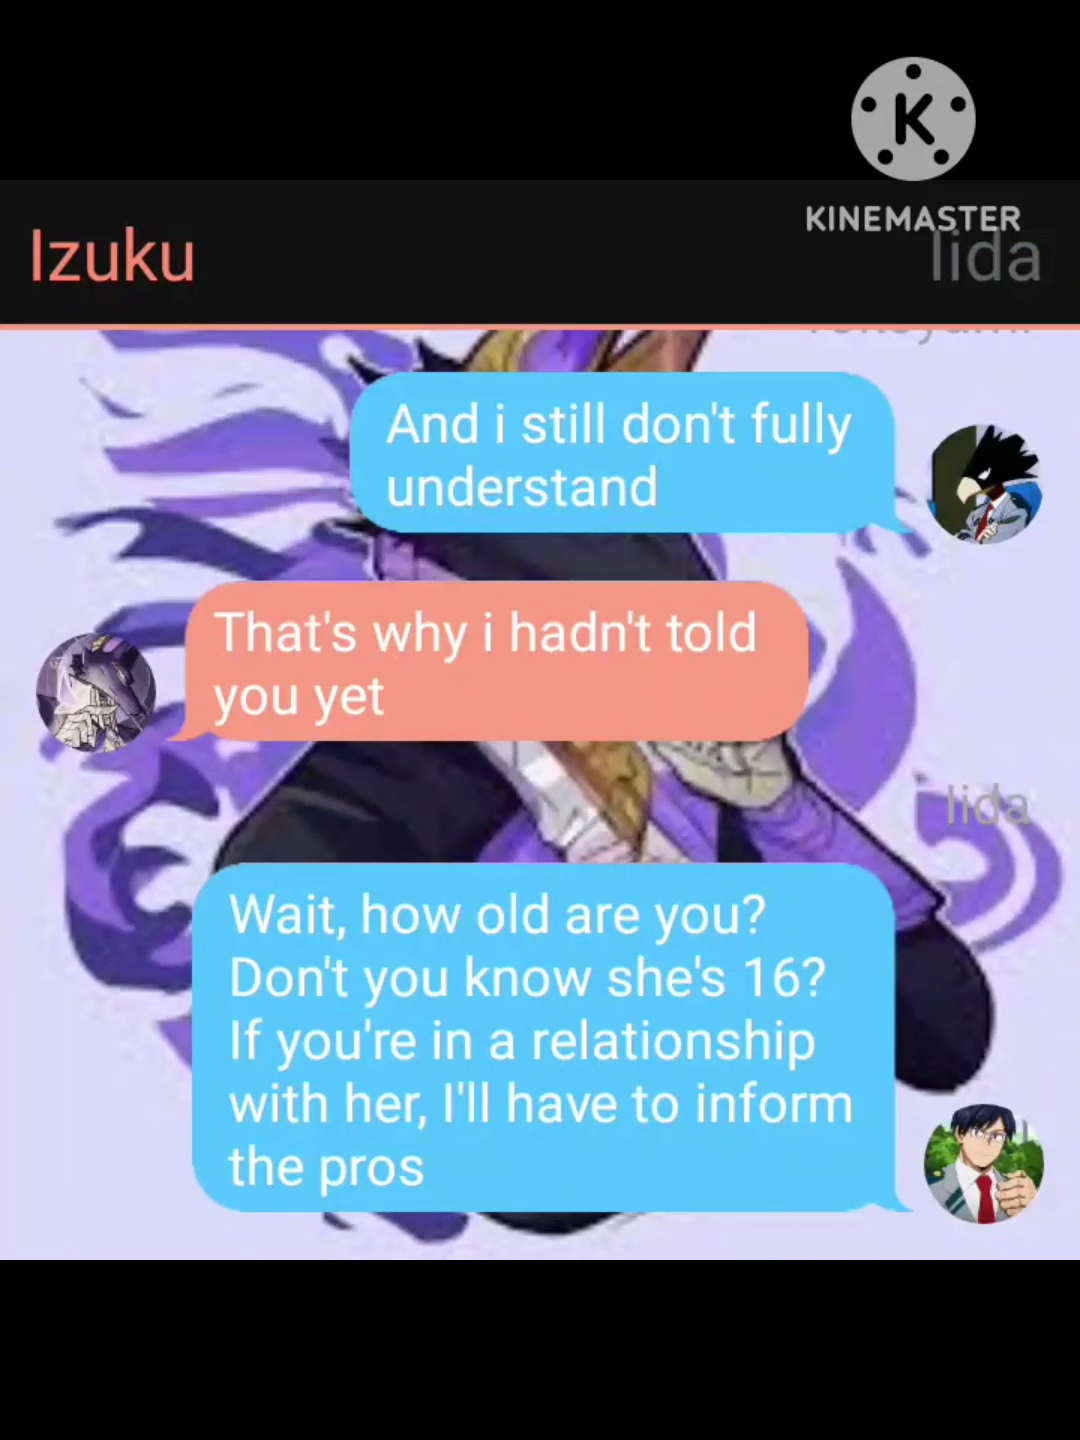 K
KINEMASTER
Izuku
Iida
And i still don't fully
understand
That's why i hadn't told
you yet
Iida
Wait, how old are you?
Don't you know she's 16?
If you're in a relationship
with her, I'll have to inform
the pros